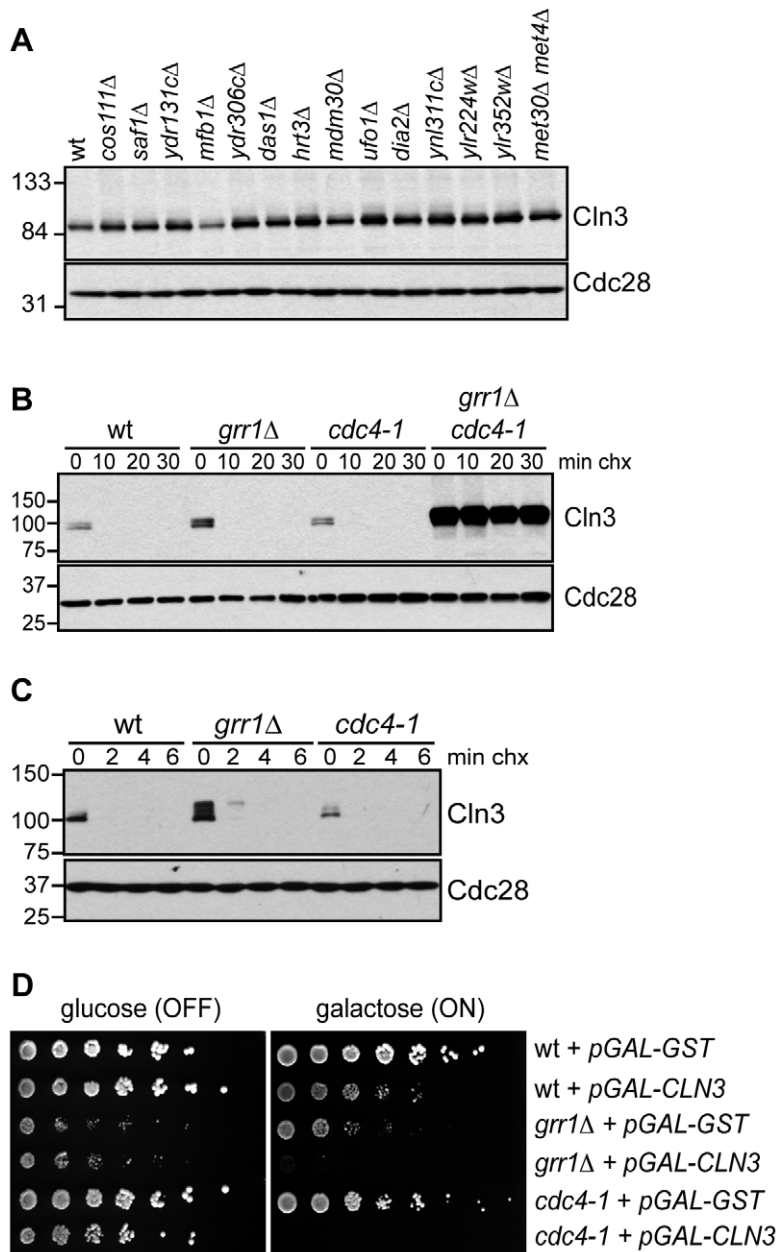 A
wt cos111Δ saf1Δ ydr131cΔ mfb1Δ ydr306cΔ das1Δ hrt3Δ mdm30Δ ufo1Δ dia2Δ ynl311cΔ ylr224wΔ ylr352wΔ met30Δ met4Δ
133
84
Cln3
31
Cdc28
B
wt grr1Δ cdc4-1 grr1Δ
cdc4-1
0 10 20 30 0 10 20 30 0 10 20 30 0 10 20 30 min chx
150
100
75
Cln3
37
25
Cdc28
C
wt grr1Δ cdc4-1
0 2 4 6 0 2 4 6 0 2 4 6 min chx
150
100
75
Cln3
37
25
Cdc28
D
glucose (OFF) galactose (ON)
wt + pGAL-GST
wt + pGAL-CLN3
grr1Δ + pGAL-GST
grr1Δ + pGAL-CLN3
cdc4-1 + pGAL-GST
cdc4-1 + pGAL-CLN3